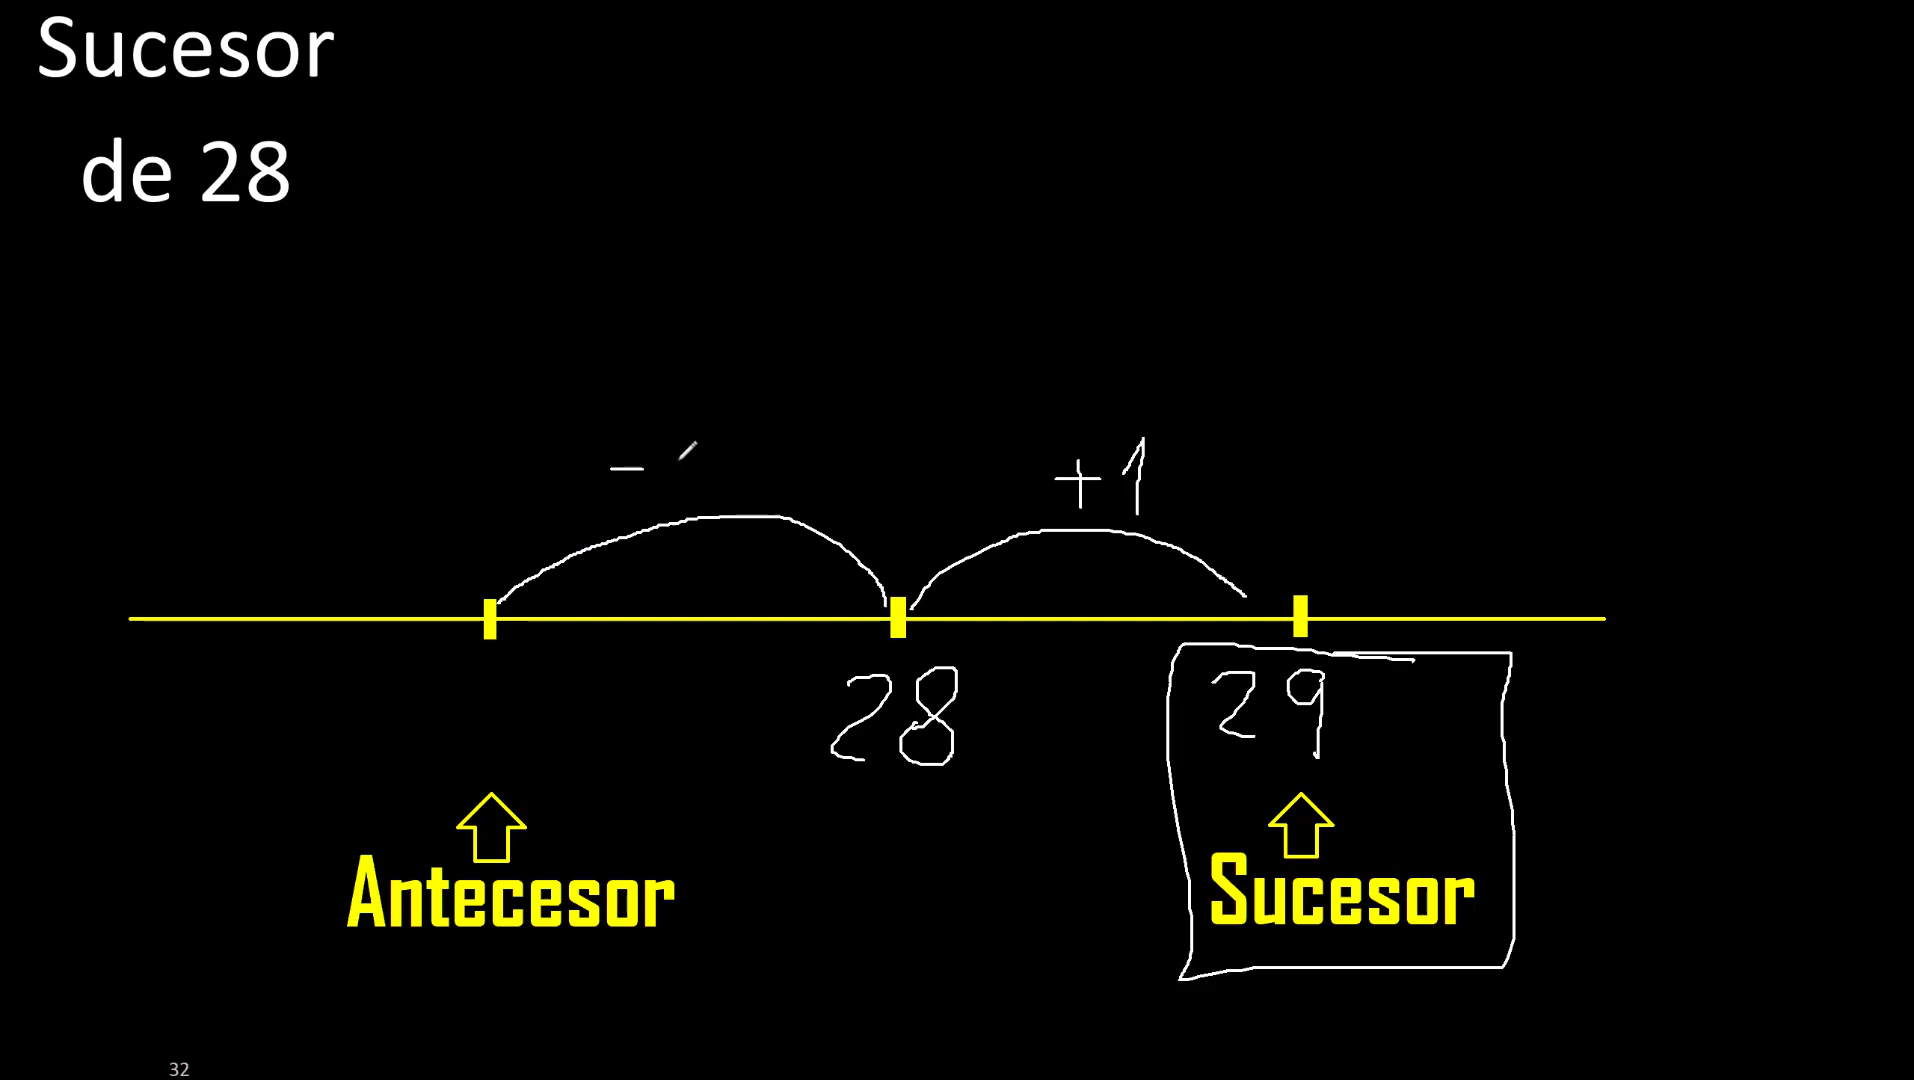 Sucesor
de 28
– +1
28 29
Antecesor Sucesor
32